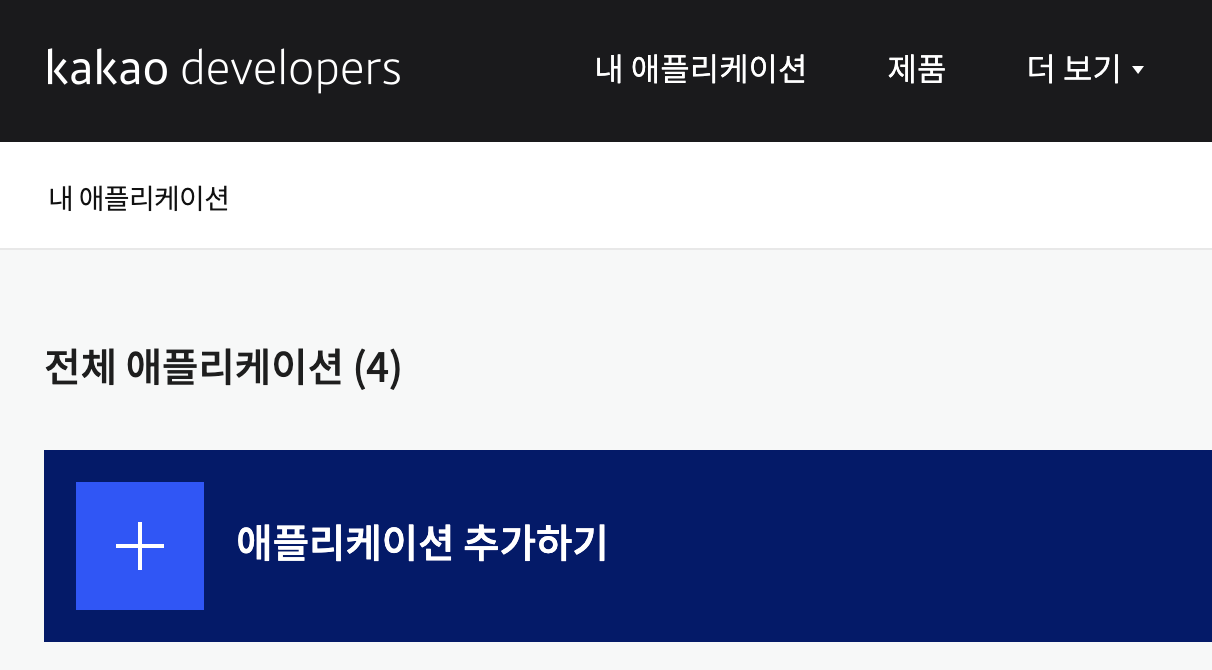 kakao developers 내 애플리케이션 제품 더 보기
내 애플리케이션
전체 애플리케이션 (4)
애플리케이션 추가하기